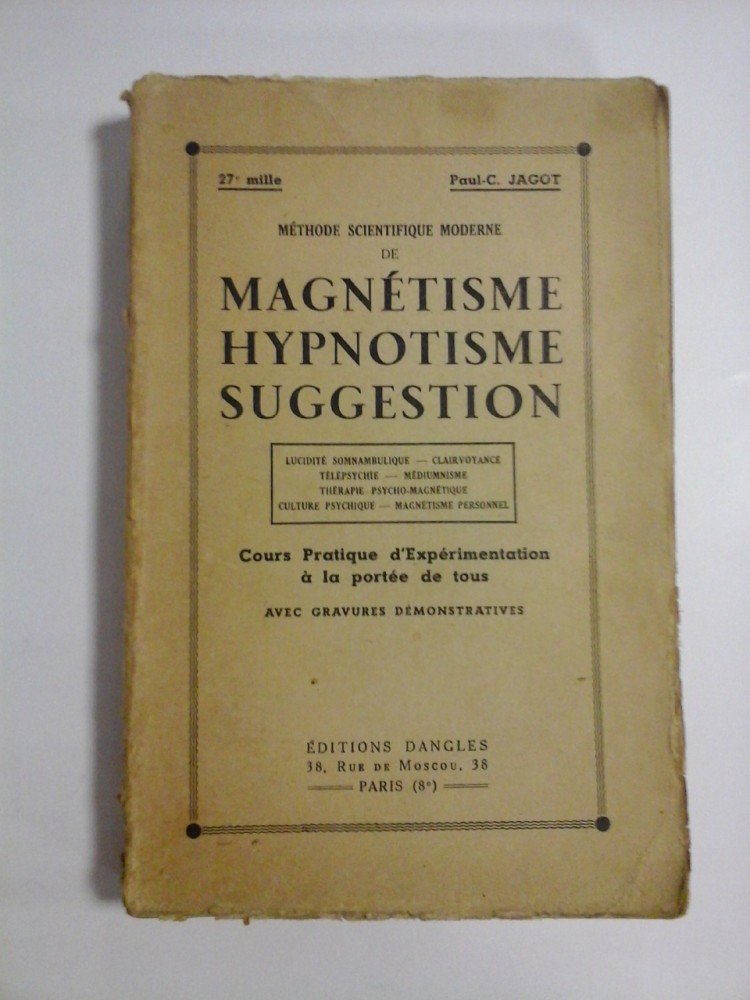 27e mille
Paul-C. JAGOT
MÉTHODE SCIENTIFIQUE MODERNE
DE
MAGNÉTISME
HYPNOTISME
SUGGESTION
LUCIDITÉ SOMNAMBULIQUE — CLAIRVOYANCE
TÉLÉPSYCHIE — MÉDIUMNISME
THÉRAPIE PSYCHO-MAGNÉTIQUE
CULTURE PSYCHIQUE — MAGNÉTISME PERSONNEL
Cours Pratique d'Expérimentation
à la portée de tous
AVEC GRAVURES DÉMONSTRATIVES
ÉDITIONS DANGLES
38, RUE DE MOSCOU, 38
PARIS (8e)